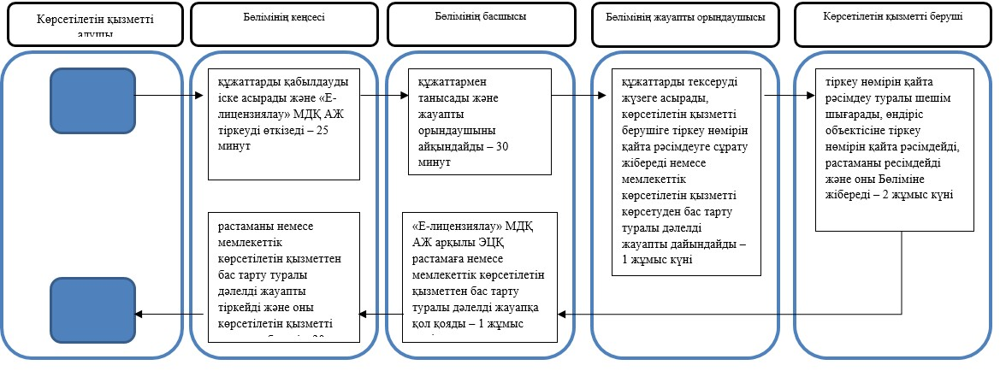 Көрсетілетін қызметті
алушы
Бөлімінің кеңсесі
Бөлімінің басшысы
Бөлімінің жауапты орындаушысы
Көрсетілетін қызметті беруші
құжаттарды қабылдауды
іске асырады және «Е-
лицензиялау» МДҚ АЖ
тіркеуді өткізеді – 25
минут
құжаттармен
танысады және
жауапты
орындаушыны
айқындайды – 30
минут
құжаттарды тексеруді
жүзеге асырады,
көрсетілетін қызметті
берушіге тіркеу нөмірін
қайта рәсімдеуге сұрату
жібереді немесе
мемлекеттік
көрсетілетін қызметті
көрсетуден бас тарту
туралы дәлелді
жауапты дайындайды –
1 жұмыс күні
тіркеу нөмірін қайта
рәсімдеу туралы шешім
шығарады, өндіріс
объектісіне тіркеу
нөмірін қайта рәсімдейді,
растаманы ресімдейді
және оны Бөліміне
жібереді – 2 жұмыс күні
растаманы немесе
мемлекеттік
көрсетілетін қызметтен
бас тарту туралы
дәлелді жауапты
тіркейді және оны
көрсетілетін қызметті
«Е-лицензиялау» МДҚ
АЖ арқылы ЭЦҚ
растамаға немесе
мемлекеттік көрсетілетін
қызметтен бас тарту
туралы дәлелді жауапқа
қол қояды – 1 жұмыс